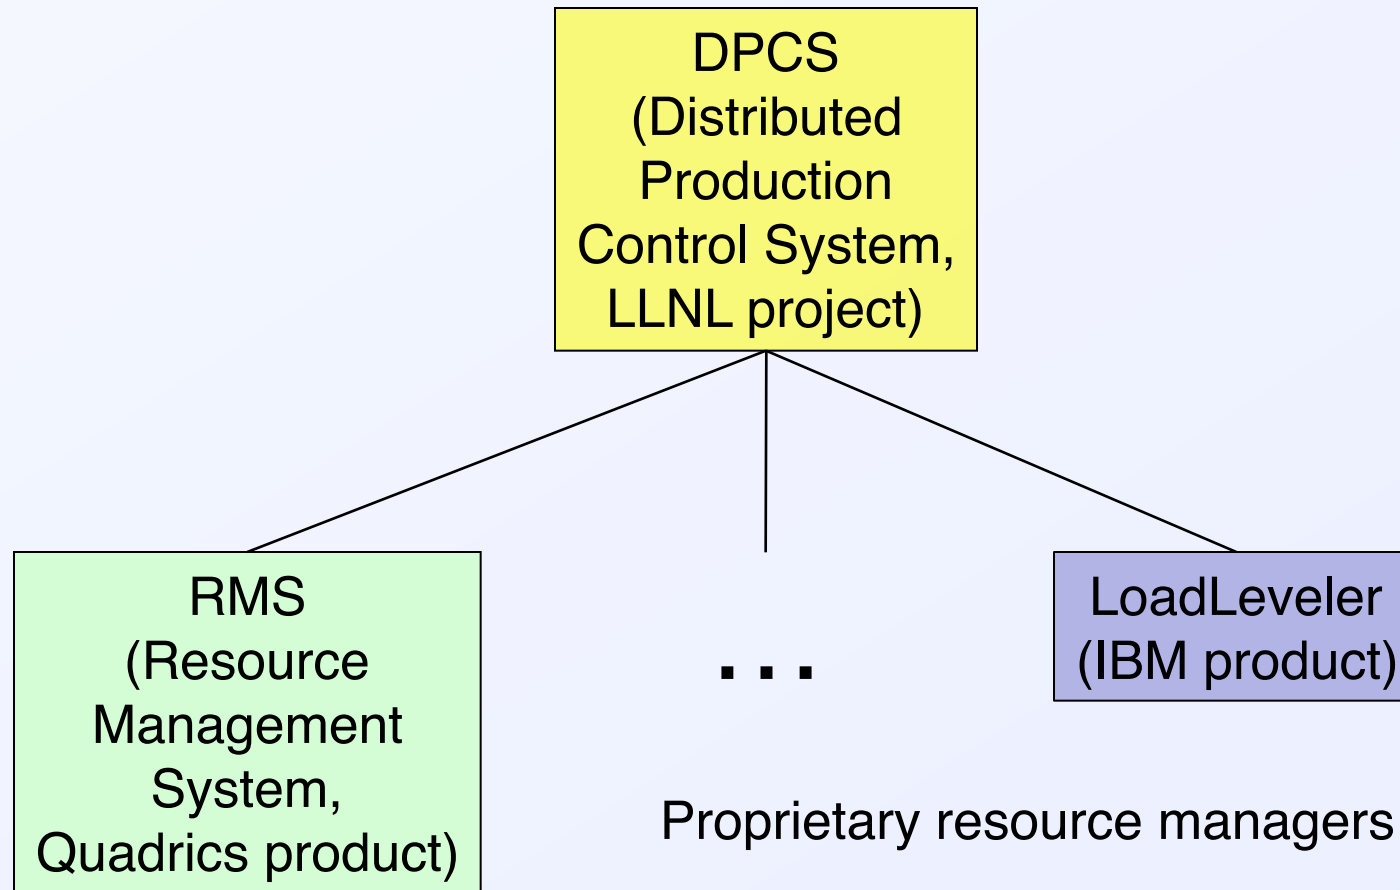 DPCS
(Distributed
Production
Control System,
LLNL project)
RMS
(Resource
Management
System,
Quadrics product)
. . .
LoadLeveler
(IBM product)
Proprietary resource managers